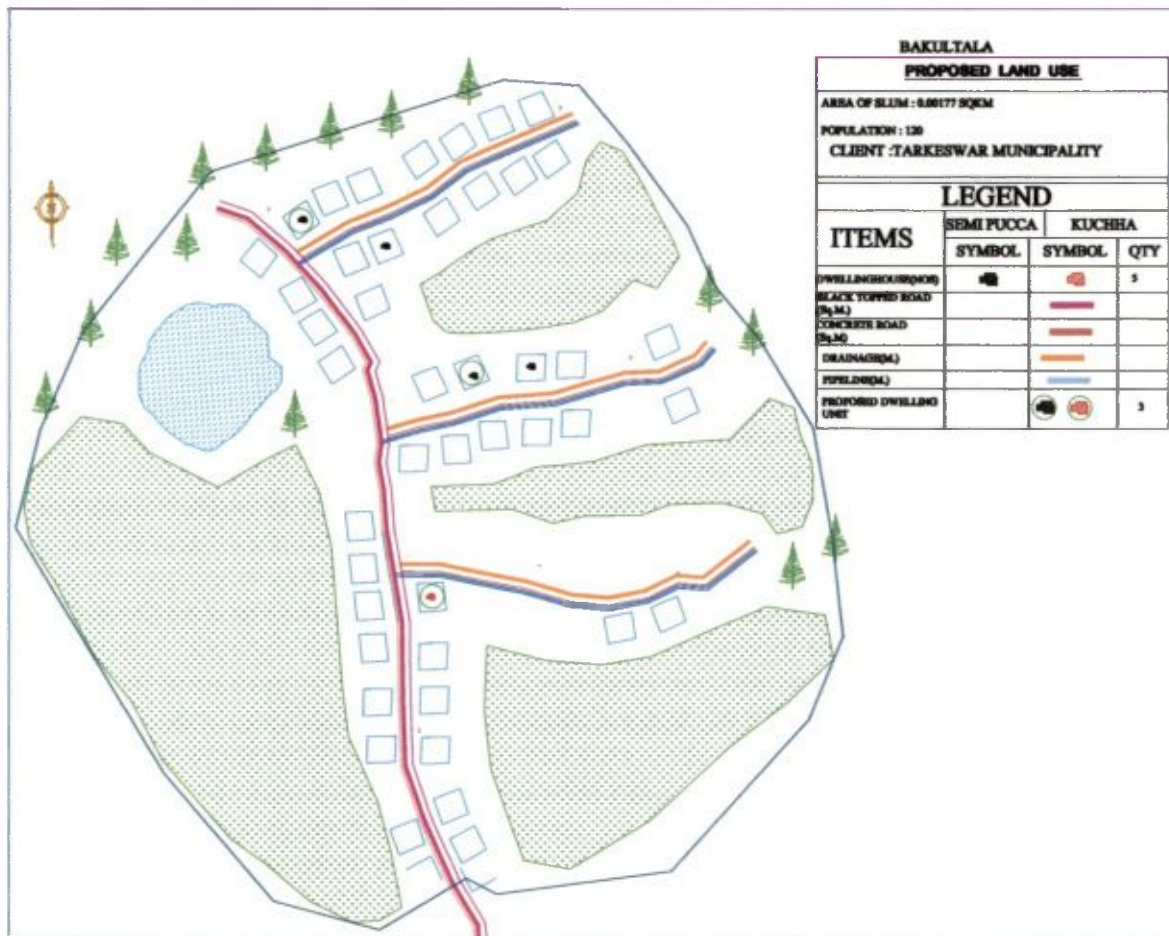 BAKULTALA
PROPOSED LAND USE
AREA OF SLUM : 0.00177 SQKM
POPULATION : 120
CLIENT :TARKESWAR MUNICIPALITY
LEGEND
ITEMS SEMI PUCCA KUCHHA
SYMBOL SYMBOL QTY
DWELLINGHOUSE(NOS) 5
BLACK TOPPED ROAD
(Sq.M.)
CONCRETE ROAD
(Sq.M)
DRAINAGE(M.)
PIPELINE(M.)
PROPOSED DWELLING 3
UNIT